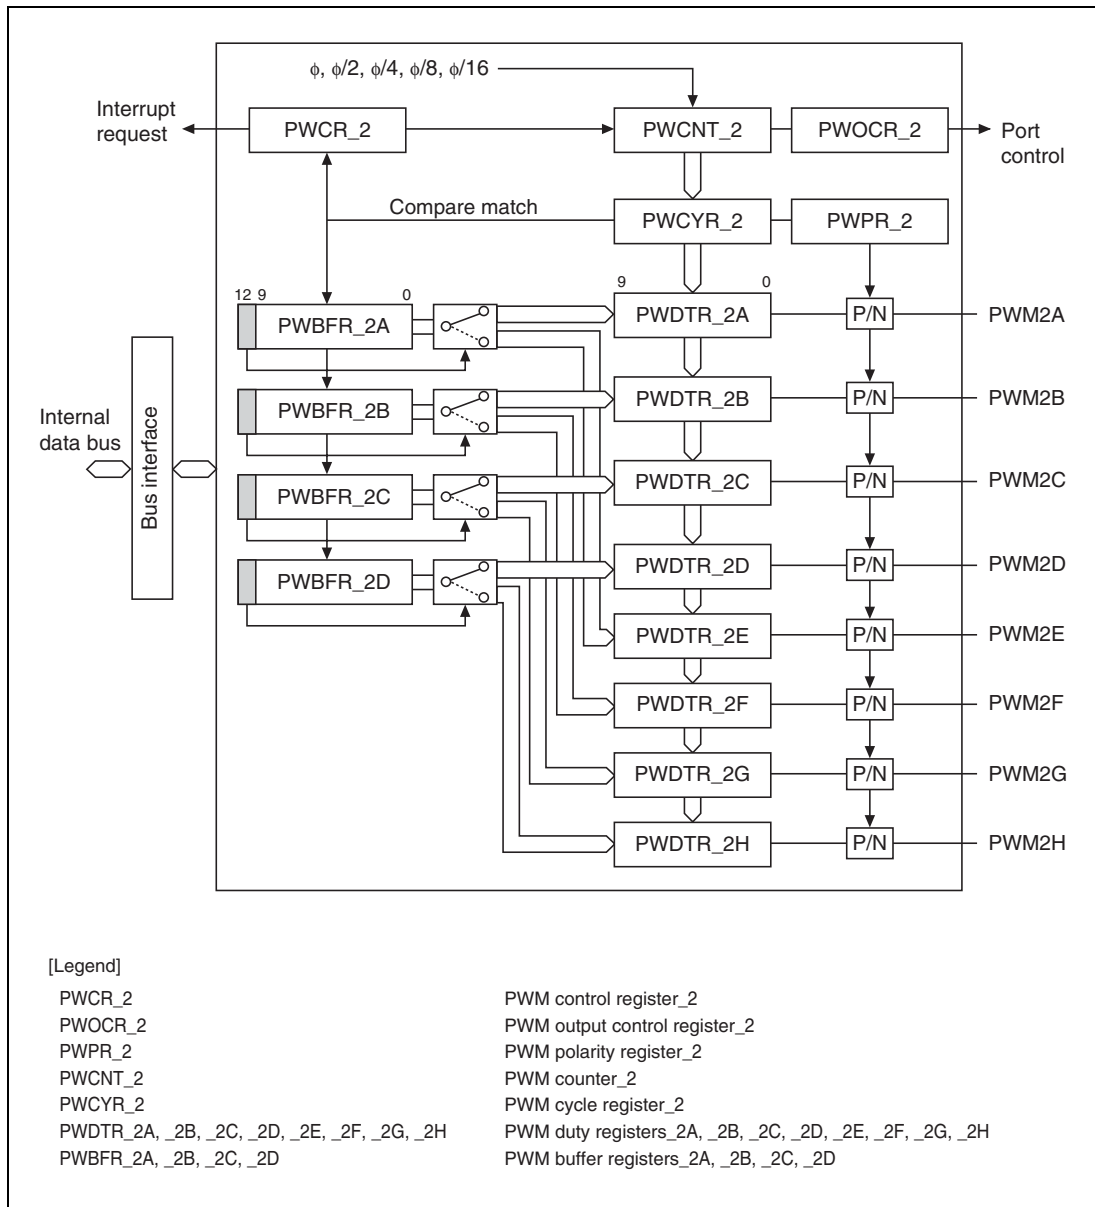 ϕ, ϕ/2, ϕ/4, ϕ/8, ϕ/16
Interrupt
request
PWCR_2
PWCNT_2
PWOCR_2
Port
control
Compare match
PWCYR_2
PWPR_2
12 9 0
9 0
PWBFR_2A
PWDTR_2A
P/N
PWM2A
PWBFR_2B
PWDTR_2B
P/N
PWM2B
Internal
data bus
Bus interface
PWBFR_2C
PWDTR_2C
P/N
PWM2C
PWBFR_2D
PWDTR_2D
P/N
PWM2D
PWDTR_2E
P/N
PWM2E
PWDTR_2F
P/N
PWM2F
PWDTR_2G
P/N
PWM2G
PWDTR_2H
P/N
PWM2H
[Legend]
PWCR_2 PWM control register_2
PWOCR_2 PWM output control register_2
PWPR_2 PWM polarity register_2
PWCNT_2 PWM counter_2
PWCYR_2 PWM cycle register_2
PWDTR_2A, _2B, _2C, _2D, _2E, _2F, _2G, _2H PWM duty registers_2A, _2B, _2C, _2D, _2E, _2F, _2G, _2H
PWBFR_2A, _2B, _2C, _2D PWM buffer registers_2A, _2B, _2C, _2D